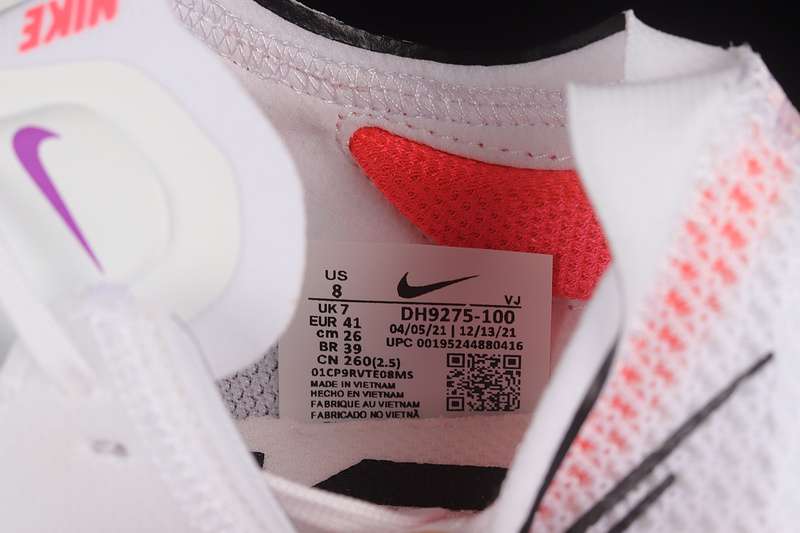 NIKE
US
8
UK 7
EUR 41
cm 26
BR 39
CN 260(2.5)
VJ
DH9275-100
04/05/21 | 12/13/21
UPC 00195244880416
01CP9RVTE08MS
MADE IN VIETNAM
HECHO EN VIETNAM
FABRIQUE AU VIETNAM
FABRICADO NO VIETNÃ